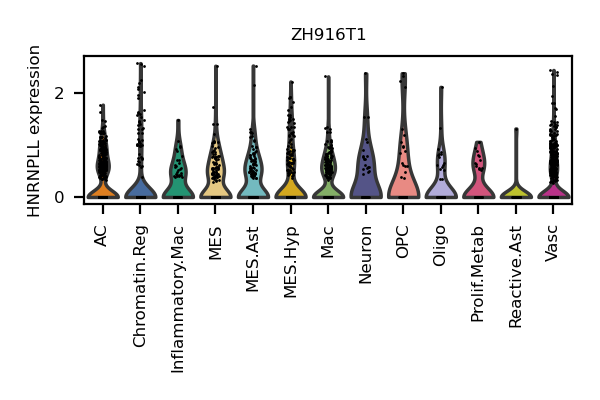 ZH916T1
HNRNPLL expression
2
0
AC
Chromatin.Reg
Inflammatory.Mac
MES
MES.Ast
MES.Hyp
Mac
Neuron
OPC
Oligo
Prolif.Metab
Reactive.Ast
Vasc